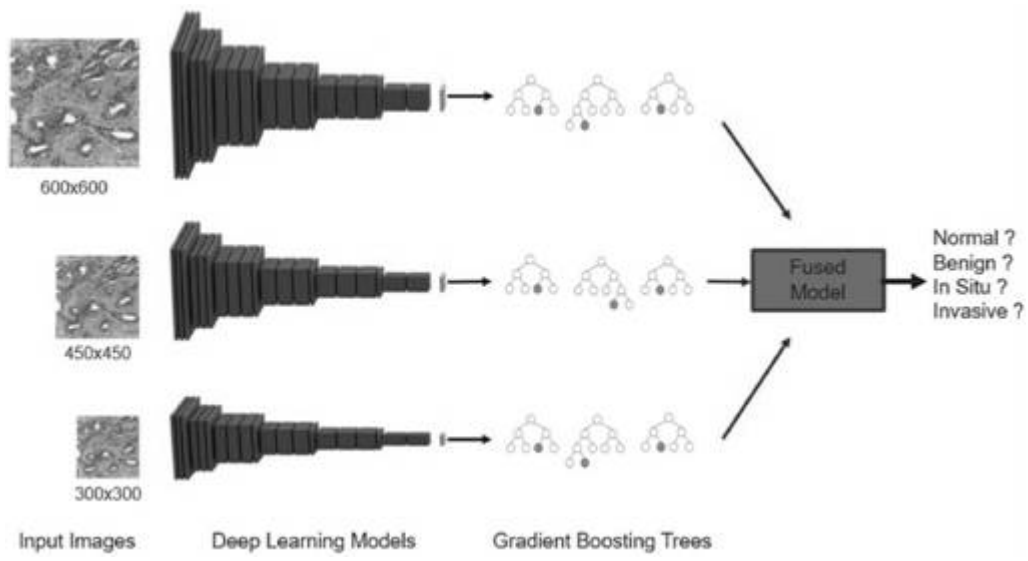 600x600
450x450
300x300
Input Images
Deep Learning Models
Gradient Boosting Trees
Fused
Model
Normal ?
Benign ?
In Situ ?
Invasive ?